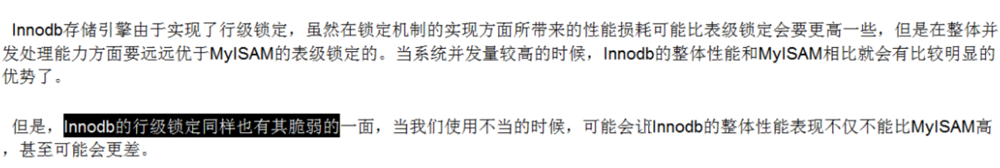 Innodb存储引擎由于实现了行级锁定，虽然在锁定机制的实现方面所带来的性能损耗可能比表级锁定会要更高一些，但是在整体并
发处理能力方面要远远优于MyISAM的表级锁定的。当系统并发量较高的时候，Innodb的整体性能和MyISAM相比就会有比较明显的
优势了。
但是，Innodb的行级锁定同样也有其脆弱的一面，当我们使用不当的时候，可能会让Innodb的整体性能表现不仅不能比MyISAM高
，甚至可能会更差。